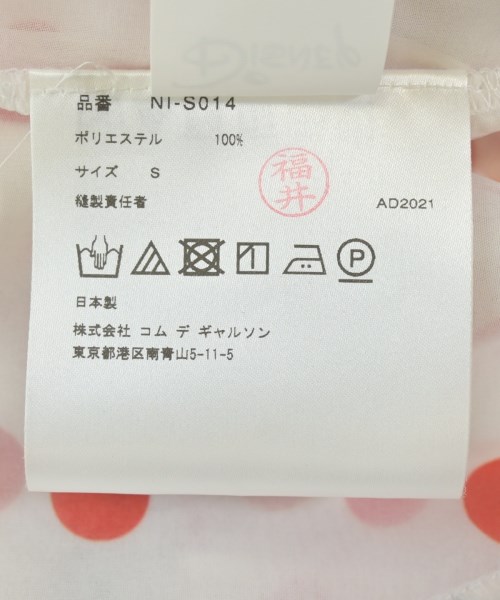 Disney
品番 NI-S014
ポリエステル 100%
サイズ S
福井
縫製責任者 AD2021
P
日本製
株式会社 コム デ ギャルソン
東京都港区南青山5-11-5